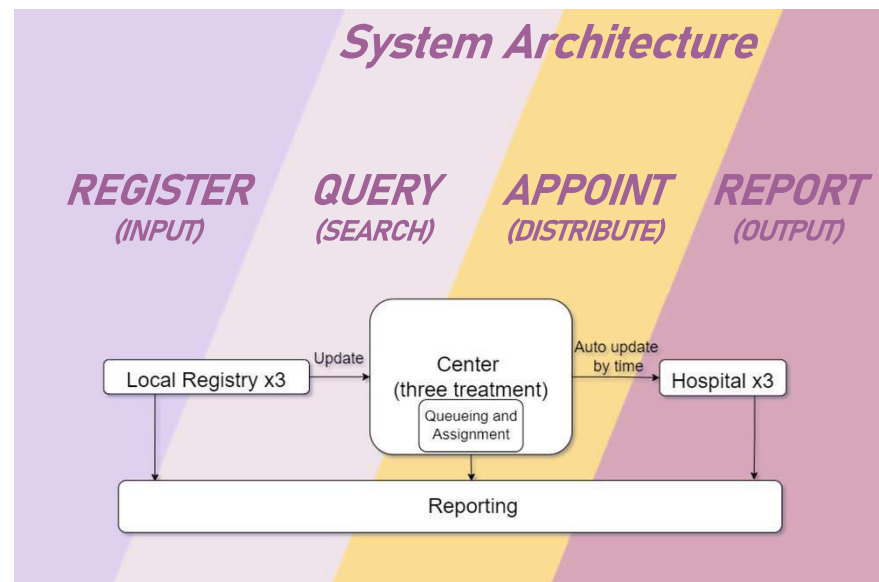 System Architecture
REGISTER
(INPUT)
QUERY
(SEARCH)
APPOINT
(DISTRIBUTE)
REPORT
(OUTPUT)
Local Registry x3
Update
Center
(three treatment)
Queueing and
Assignment
Auto update
by time
Hospital x3
Reporting